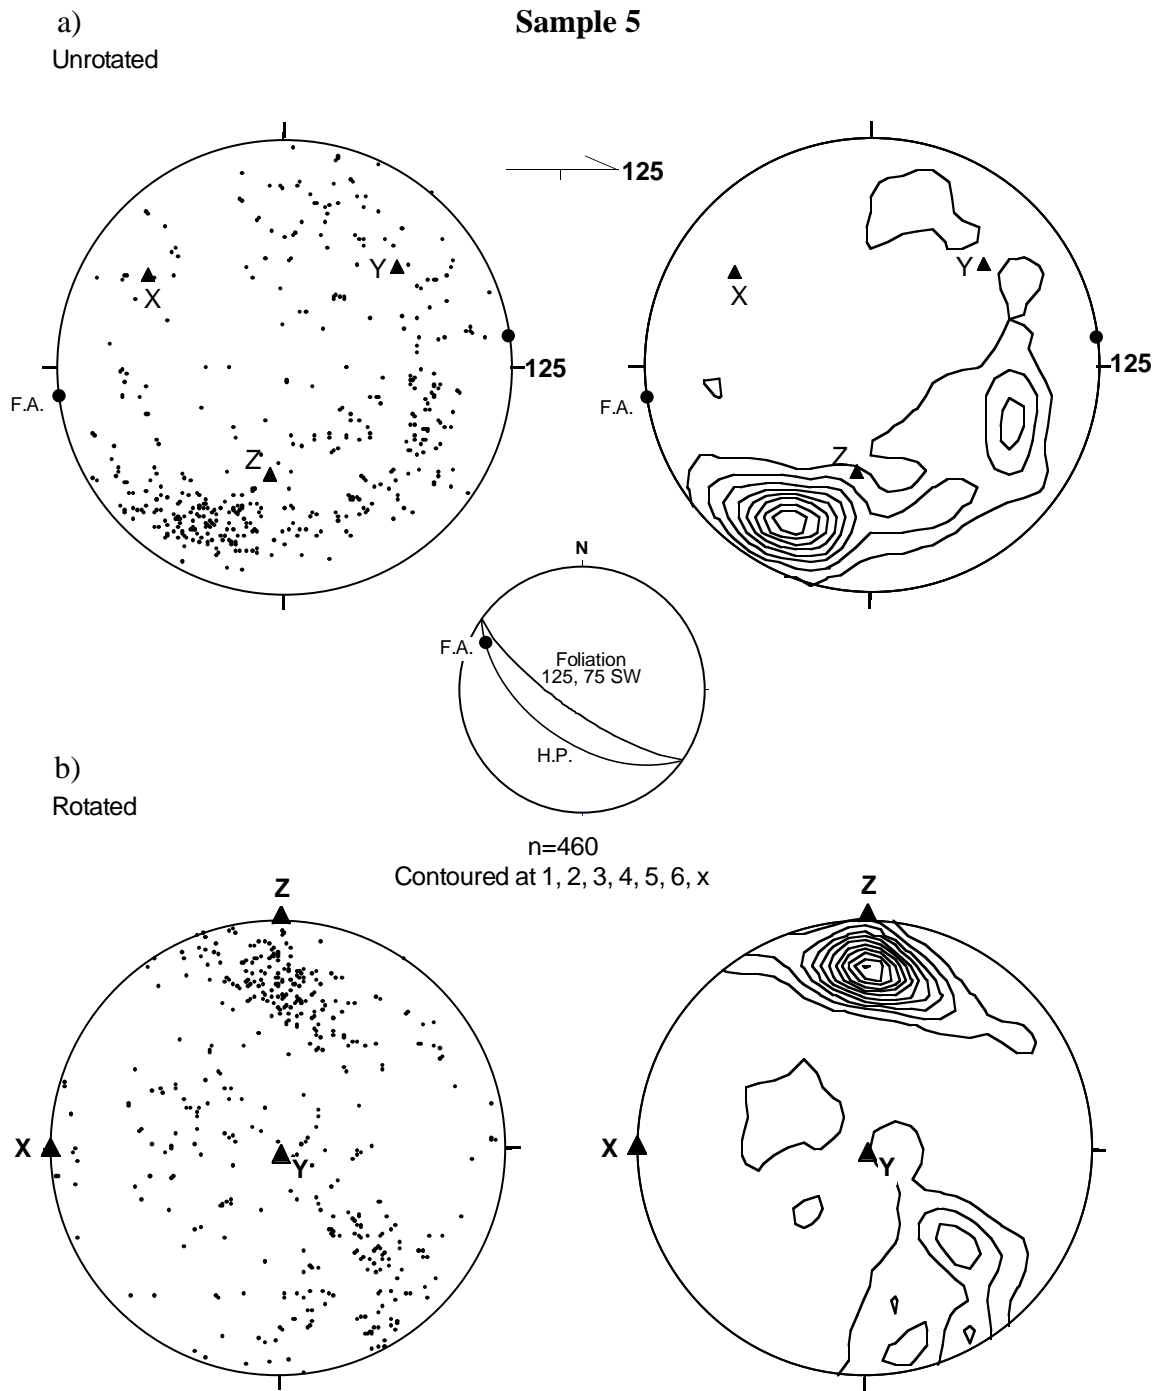 a)
Sample 5
Unrotated
125
Y
X
125
F.A.
Z
Y
X
125
F.A.
Z
N
F.A.
Foliation
125, 75 SW
H.P.
b)
Rotated
n=460
Contoured at 1, 2, 3, 4, 5, 6, x
Z
X
Y
Z
X
Y